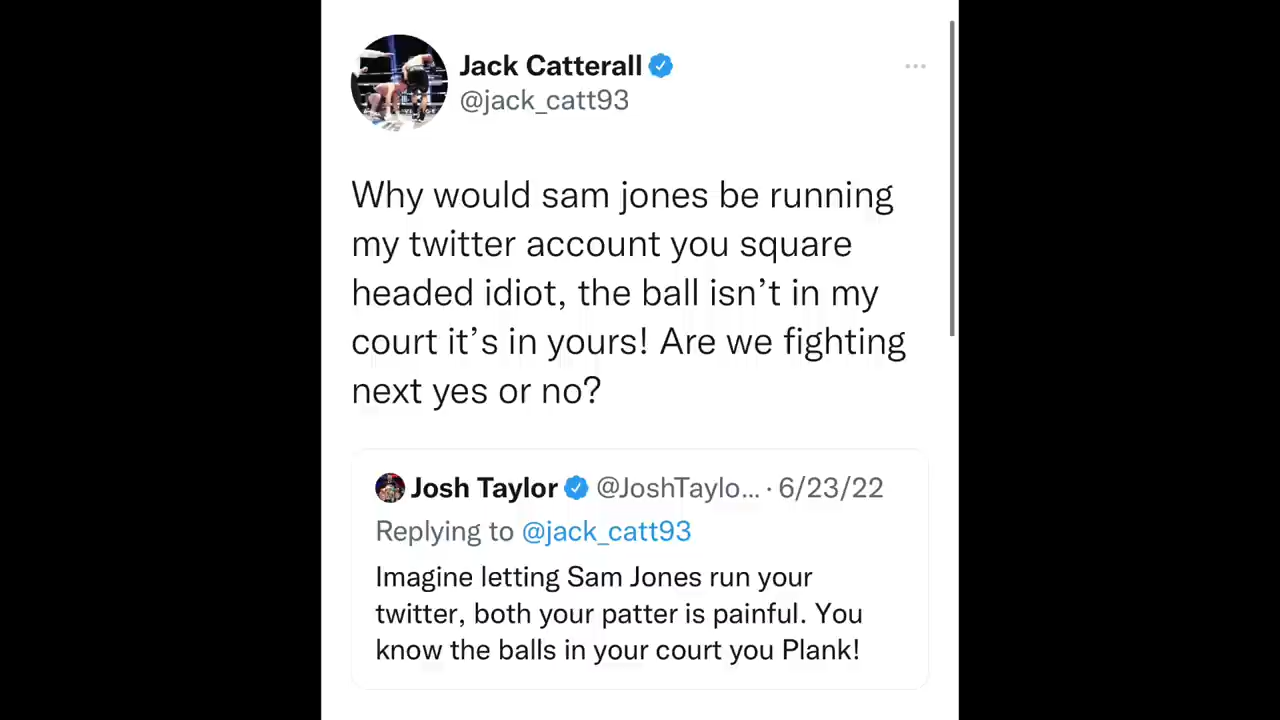 Jack Catterall
@jack_catt93
Why would sam jones be running
my twitter account you square
headed idiot, the ball isn’t in my
court it’s in yours! Are we fighting
next yes or no?
Josh Taylor @JoshTaylo... · 6/23/22
Replying to @jack_catt93
Imagine letting Sam Jones run your
twitter, both your patter is painful. You
know the balls in your court you Plank!